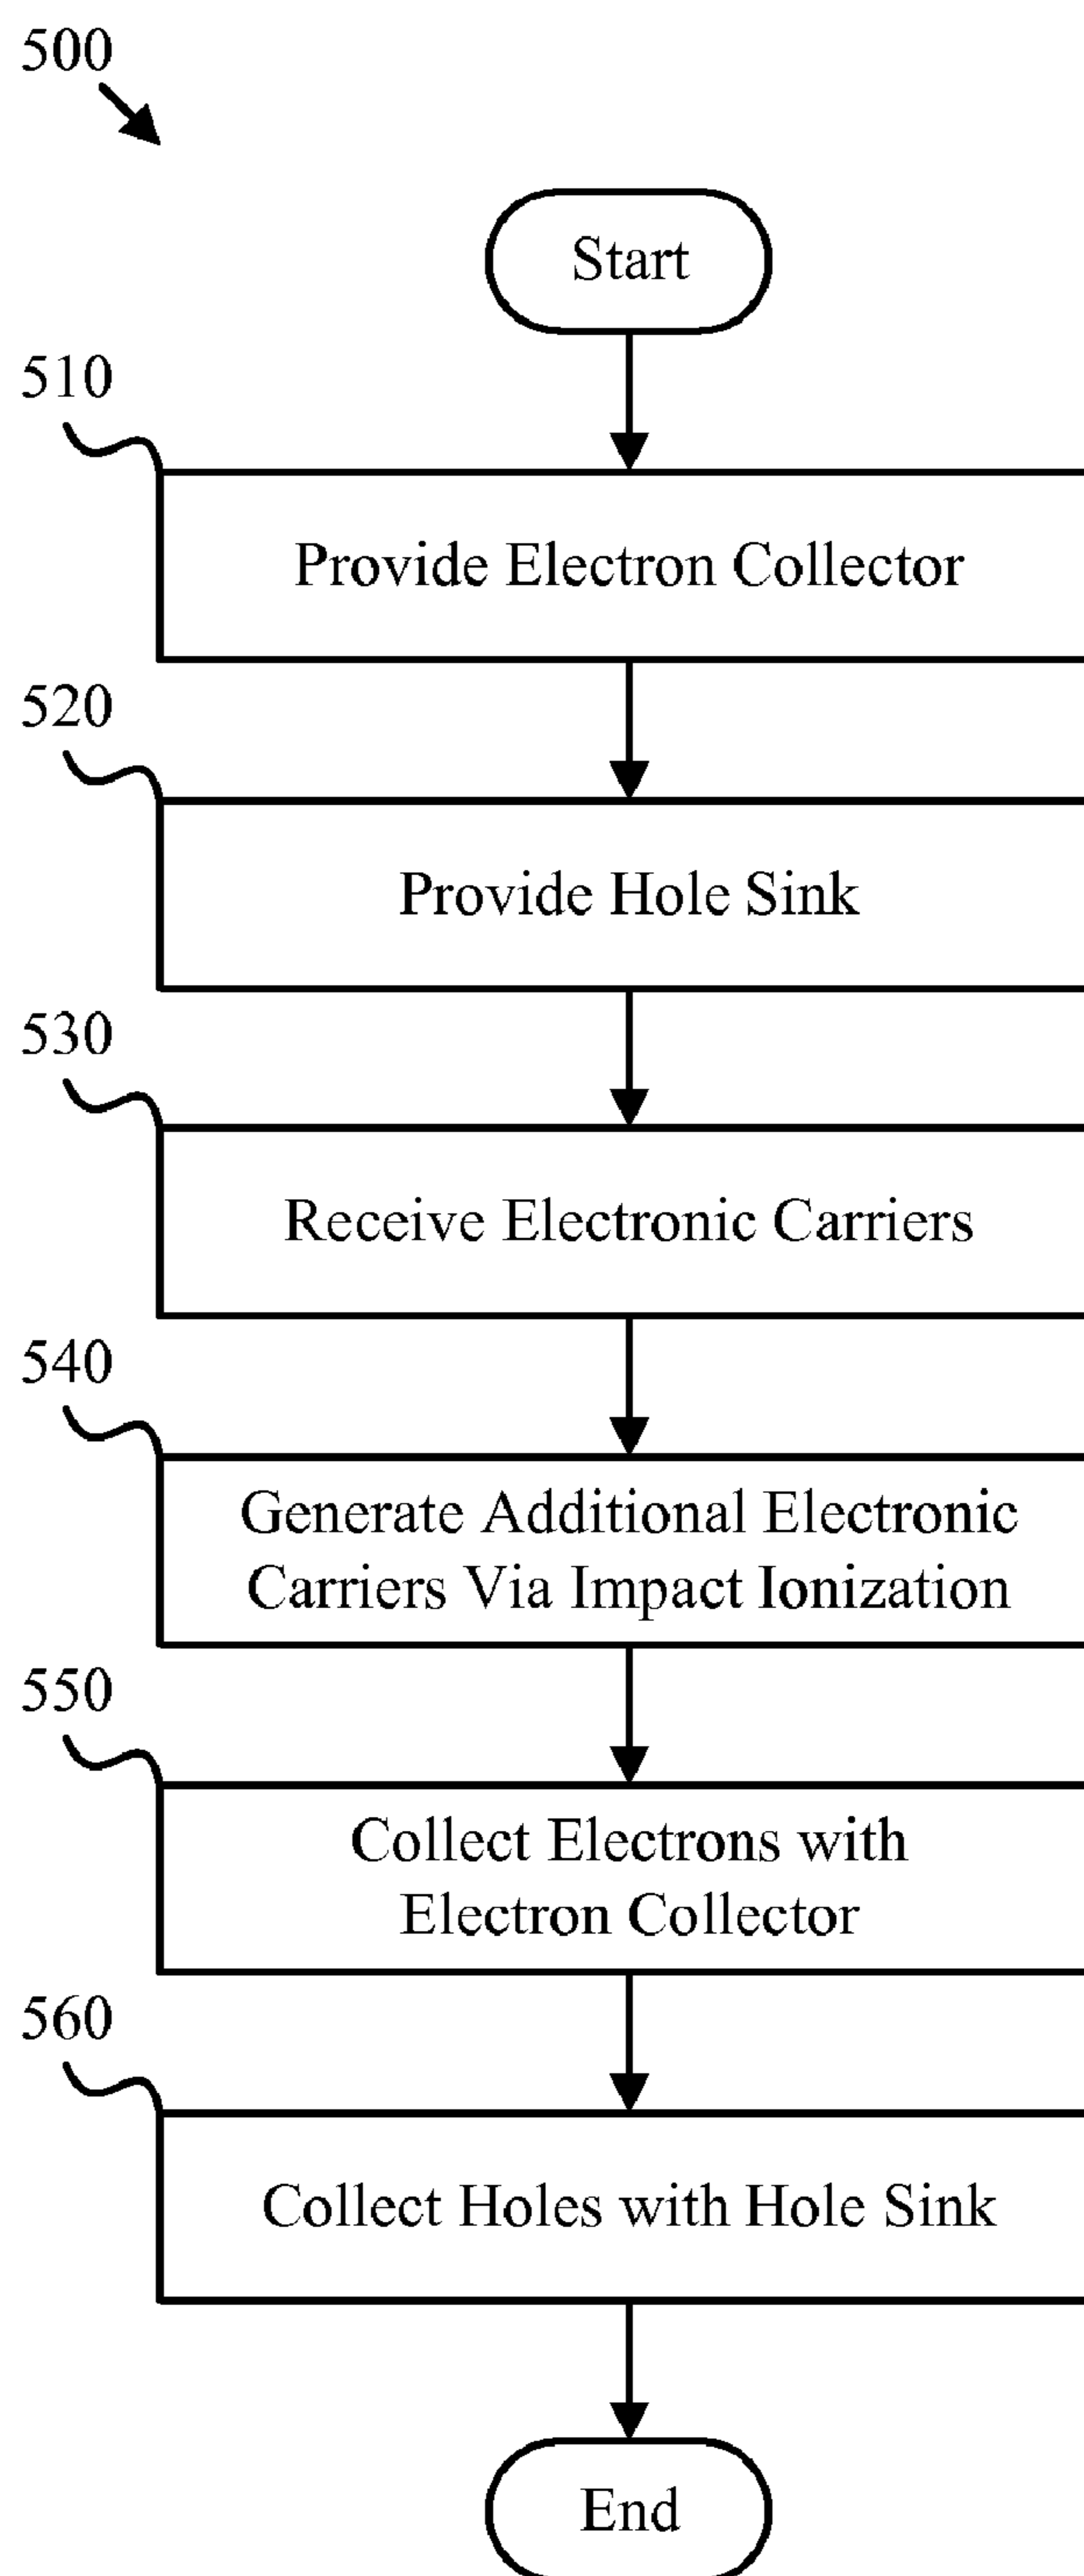 500
Start
510
Provide Electron Collector
520
Provide Hole Sink
530
Receive Electronic Carriers
540
Generate Additional Electronic
Carriers Via Impact Ionization
550
Collect Electrons with
Electron Collector
560
Collect Holes with Hole Sink
End